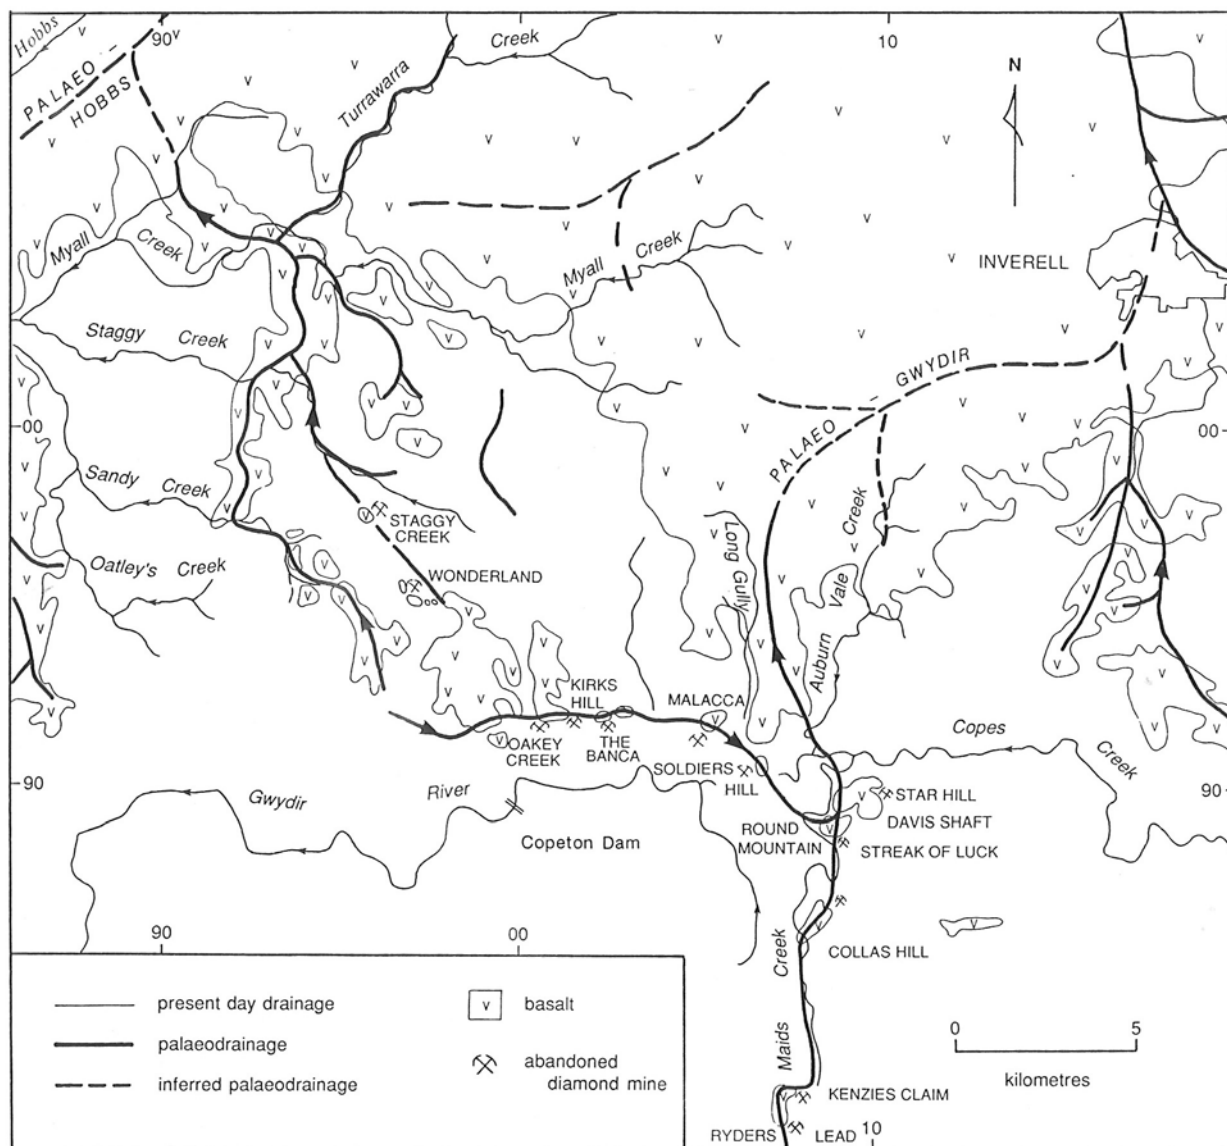 Hobbs
90
Creek
10
PALAEO
HOBBS
Turrawarra
N
Myall
Creek
Myall Creek
INVERELL
Staggy Creek
GWYDIR
00
00
PALAEO
Sandy Creek
STAGGY
CREEK
Long Gully
Creek
Oatley's Creek
WONDERLAND
Vale
Auburn
KIRKS
HILL
MALACCA
Copes
Creek
OAKEY
CREEK
THE
BANCA
SOLDIERS
HILL
90
90
Gwydir River
STAR HILL
DAVIS SHAFT
ROUND
MOUNTAIN
STREAK OF LUCK
Copeton Dam
90
00
Creek
COLLAS HILL
Maids
present day drainage
v basalt
palaeodrainage
abandoned
diamond mine
inferred palaeodrainage
0 5
kilometres
KENZIES CLAIM
RYDERS LEAD
10